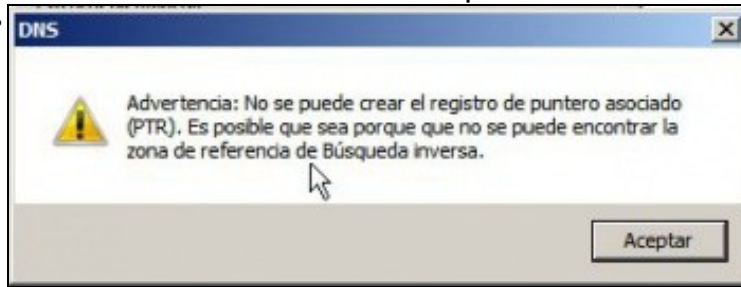 DNS
Advertencia: No se puede crear el registro de puntero asociado
(PTR). Es posible que sea porque que no se puede encontrar la
zona de referencia de Búsqueda inversa.
Aceptar